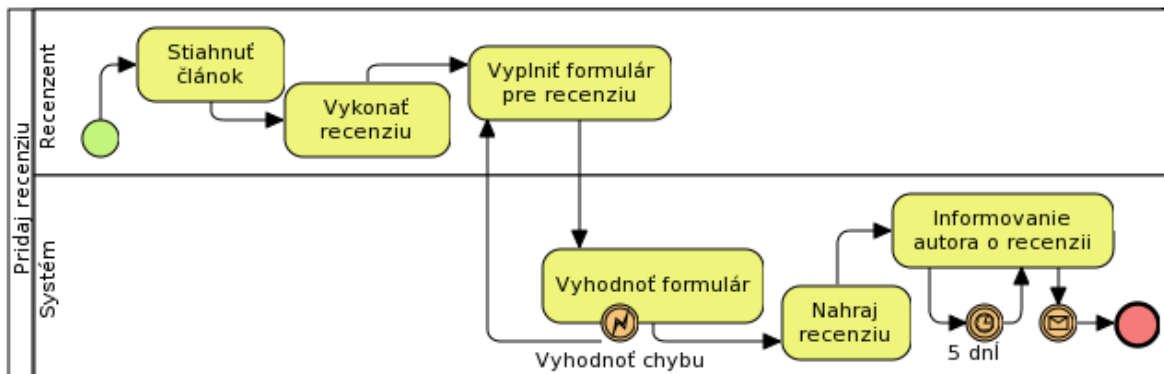 Pridaj recenziu
Recenzent
Stiahnuť
článok
Vykonať
recenziu
Vyplniť formulár
pre recenziu
Systém
Vyhodnoť formulár
Vyhodnoť chybu
Nahraj
recenziu
Informovanie
autora o recenzii
5 dní